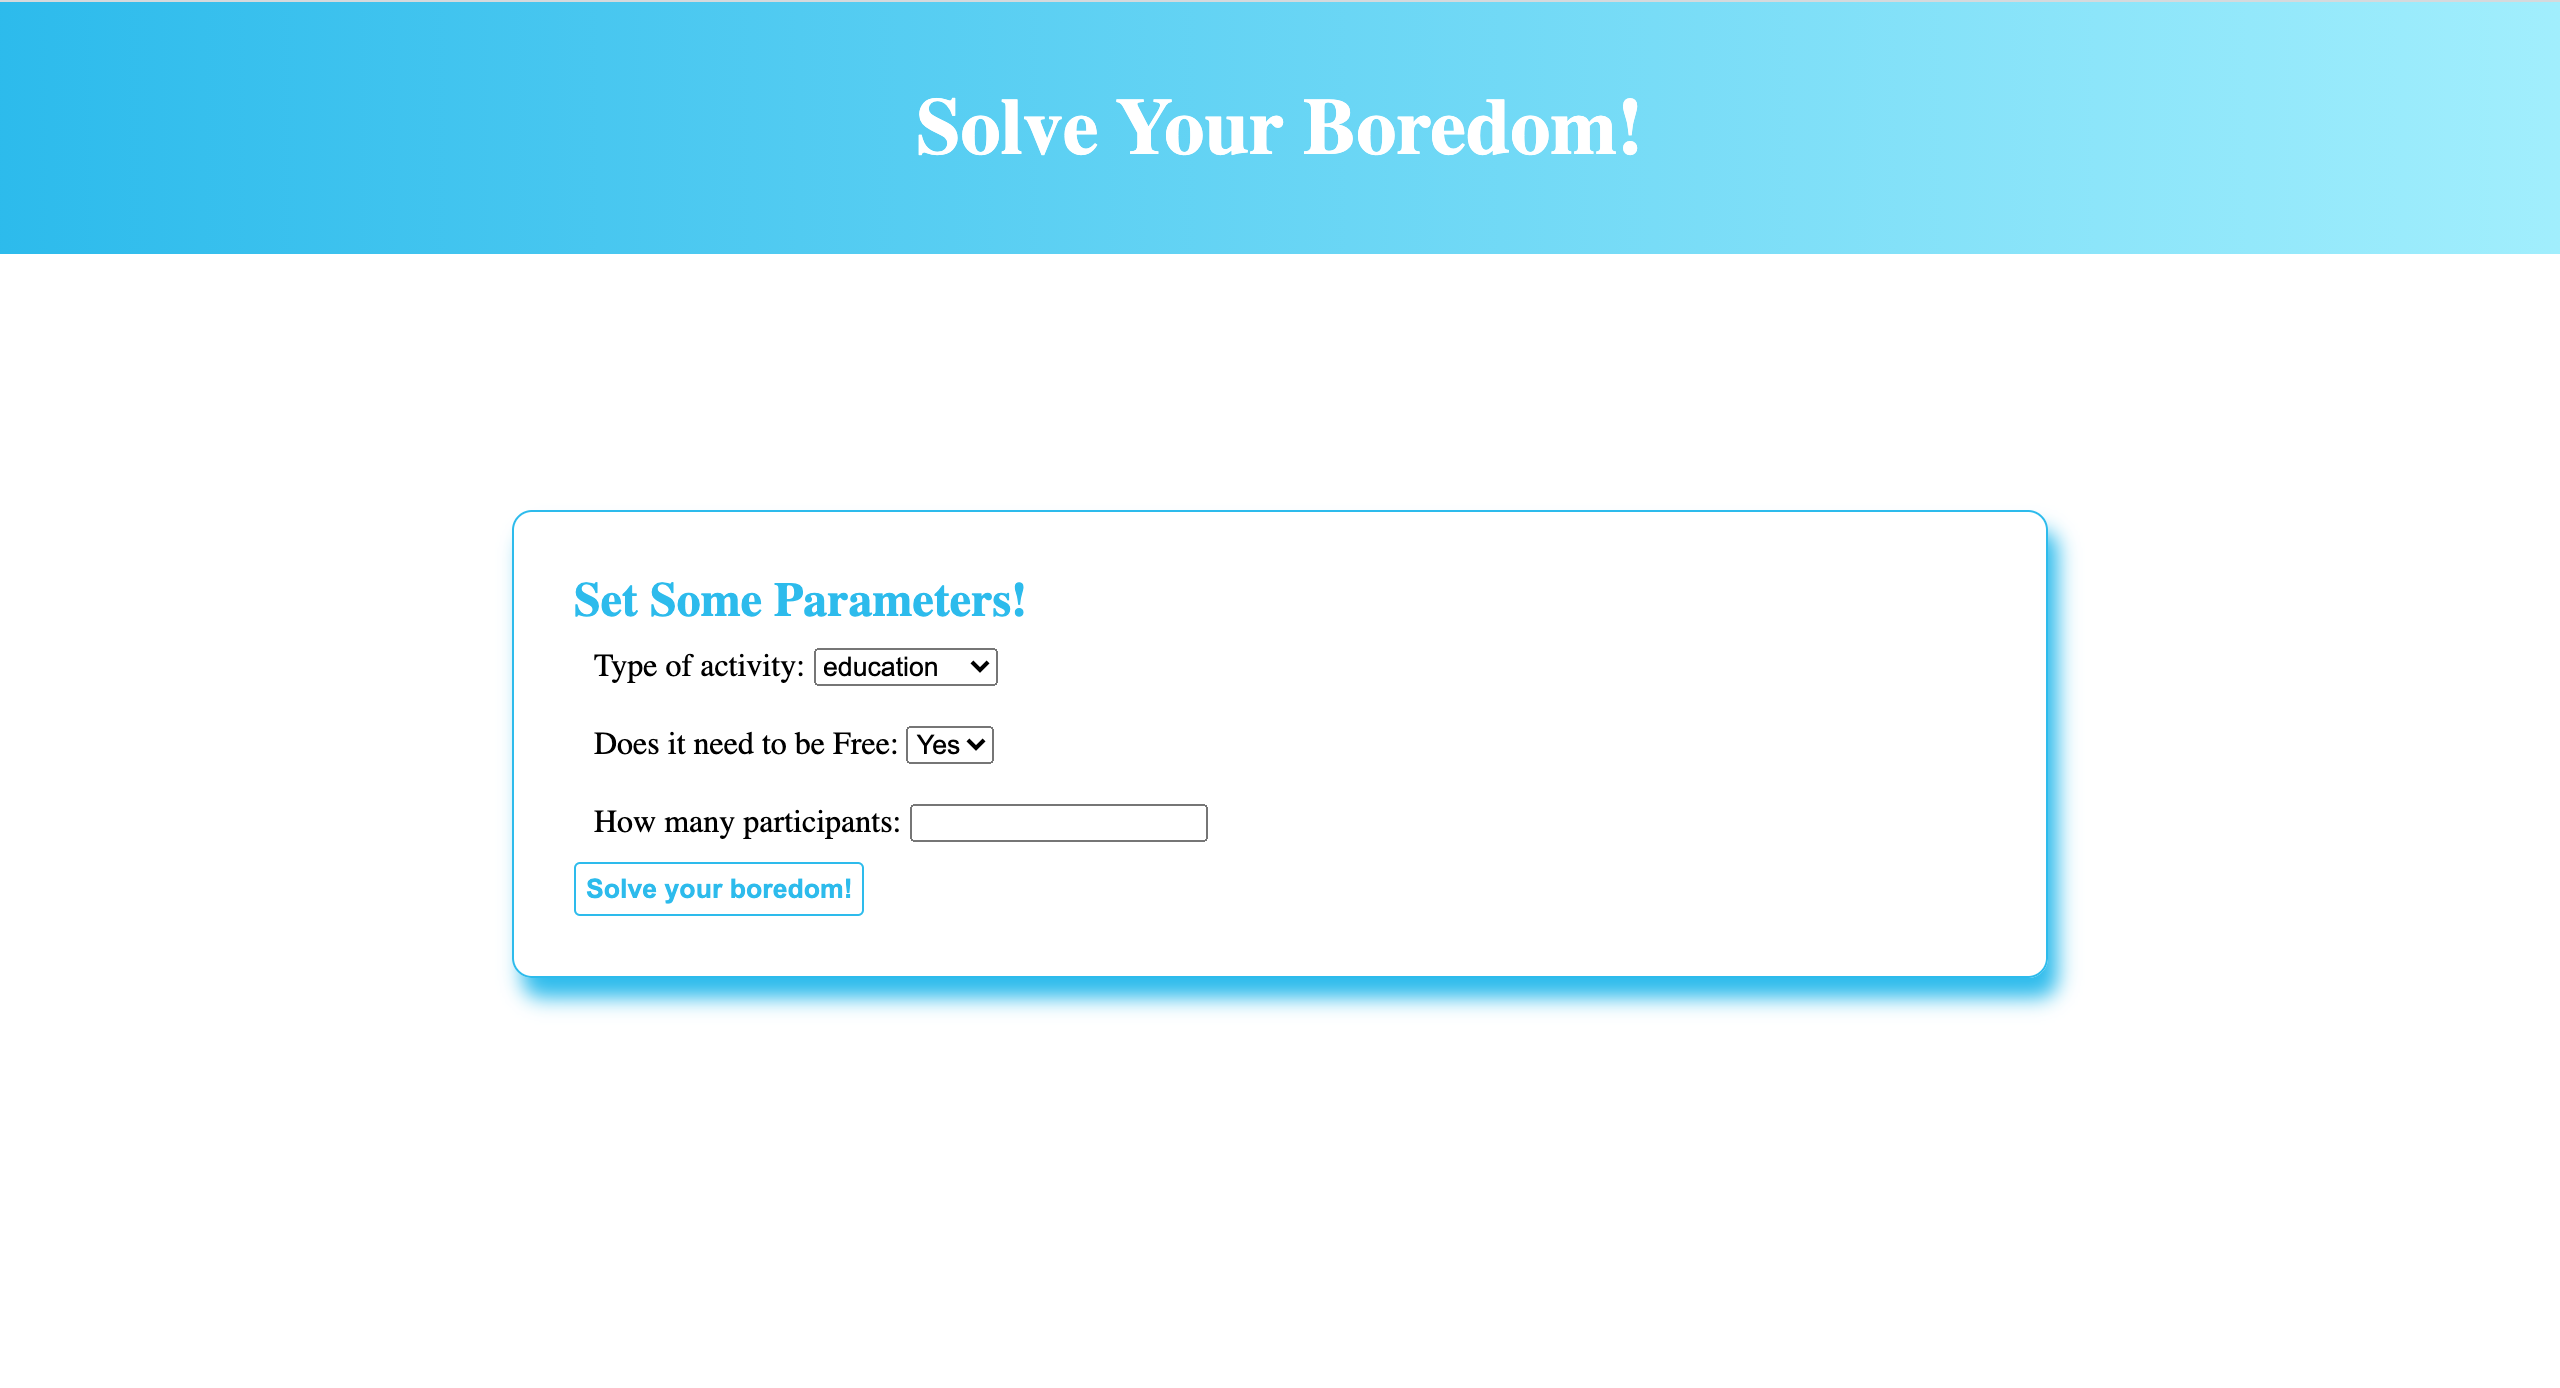 Solve Your Boredom!
Set Some Parameters!
Type of activity: education
Does it need to be Free: Yes
How many participants:
Solve your boredom!